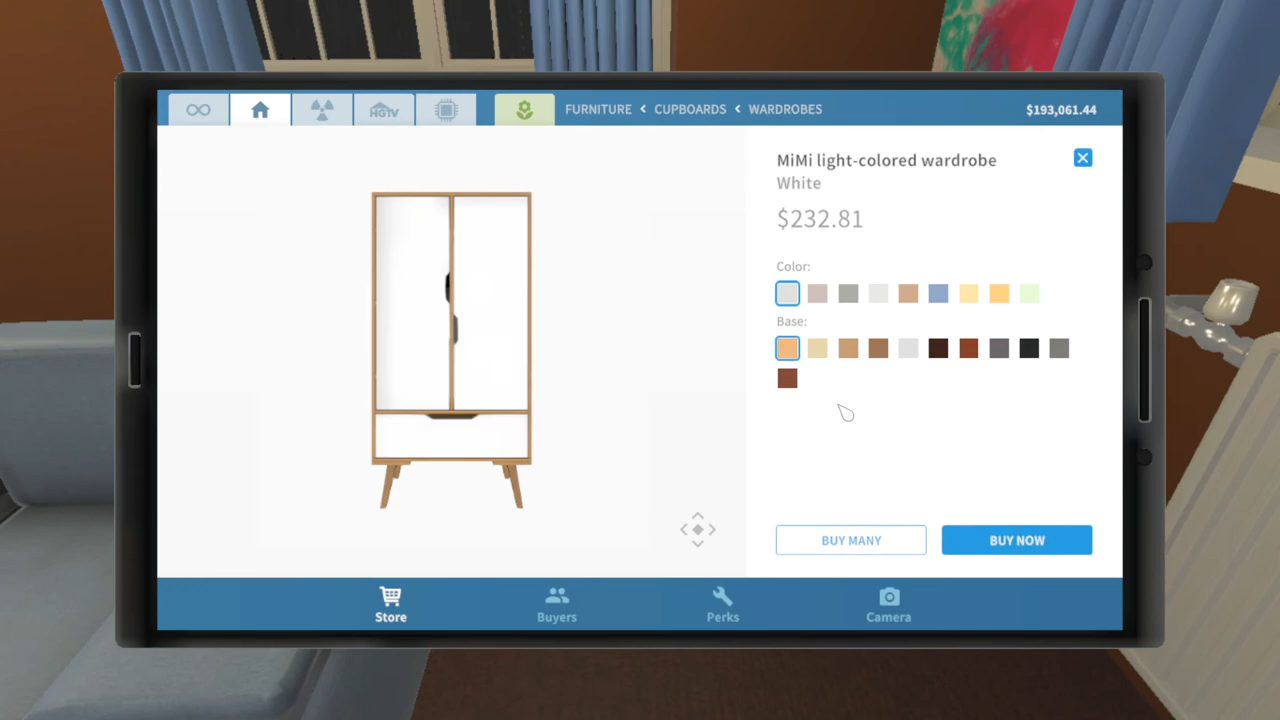 HGTV
FURNITURE < CUPBOARDS < WARDROBES
$193,061.44
MiMi light-colored wardrobe
White
$232.81
Color:
Base:
BUY MANY
BUY NOW
Store
Buyers
Perks
Camera